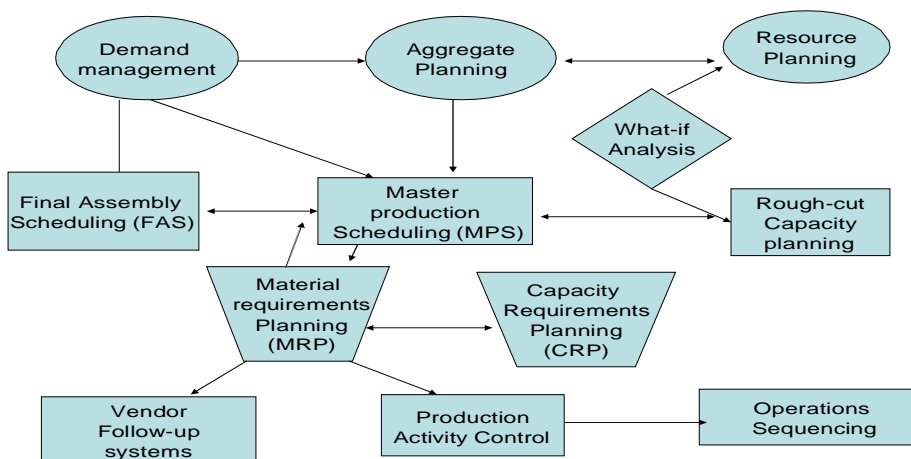 Demand
management
Aggregate
Planning
Resource
Planning
What-if
Analysis
Final Assembly
Scheduling (FAS)
Master
production
Scheduling (MPS)
Rough-cut
Capacity
planning
Material
requirements
Planning
(MRP)
Capacity
Requirements
Planning
(CRP)
Vendor
Follow-up
systems
Production
Activity Control
Operations
Sequencing